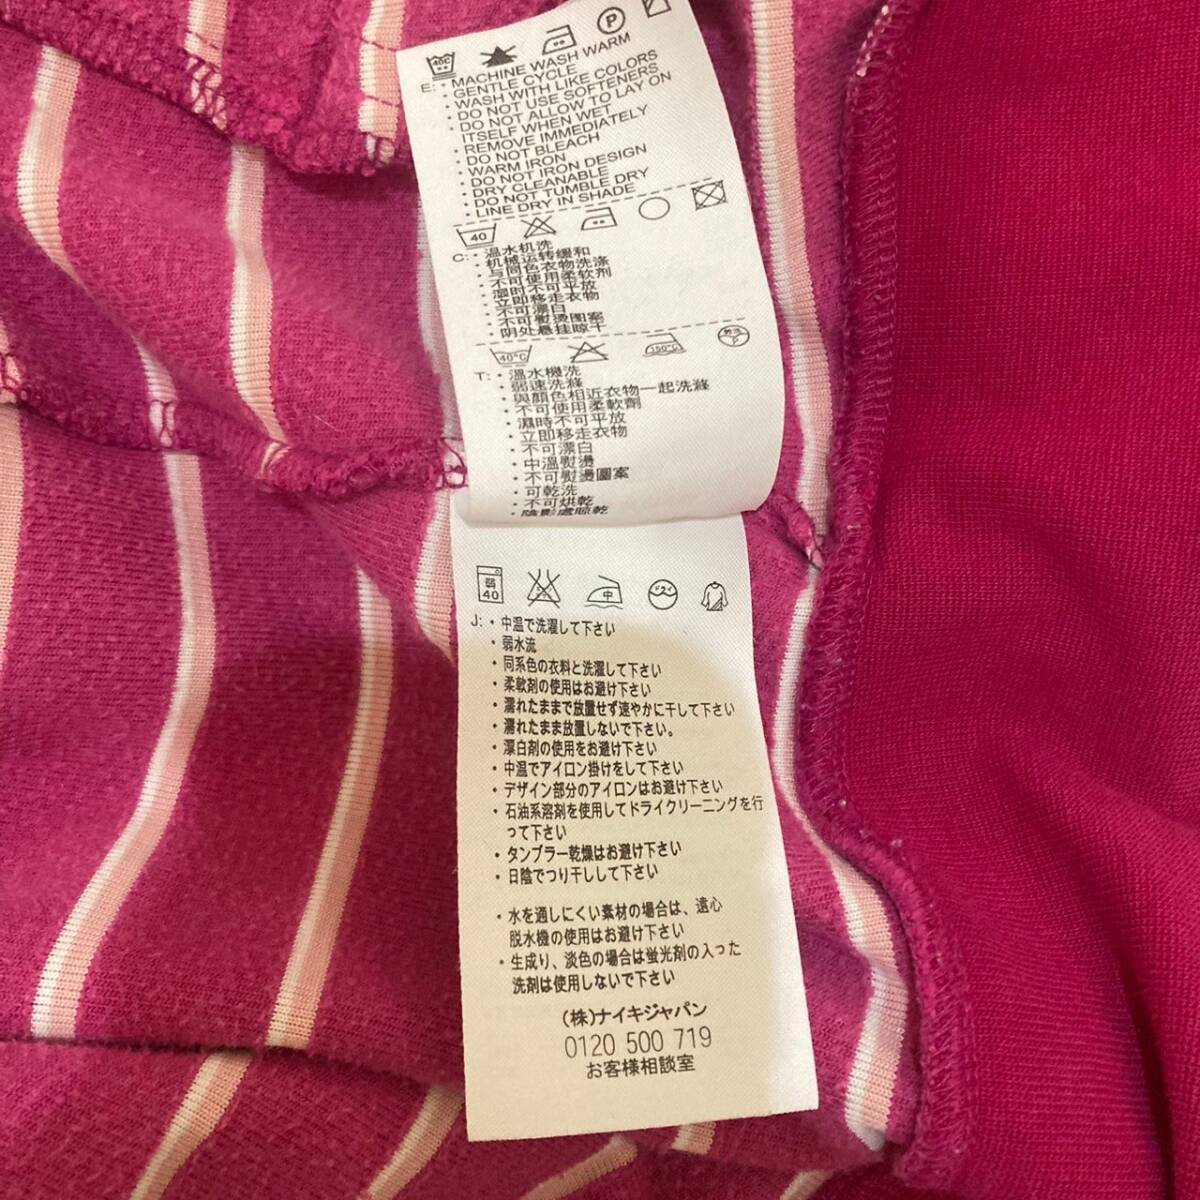 40C
P
E: ・MACHINE WASH WARM
・GENTLE CYCLE
・WASH WITH LIKE COLORS
・DO NOT USE SOFTENERS
・DO NOT ALLOW TO LAY ON
ITSELF WHEN WET
・REMOVE IMMEDIATELY
・DO NOT BLEACH
・WARM IRON
・DO NOT IRON DESIGN
・DRY CLEANABLE
・DO NOT TUMBLE DRY
・LINE DRY IN SHADE
40
C: ・温水机洗
・机械运转缓和
・与同色衣物洗涤
・不可使用柔软剂
・湿时不可平放
・立即移走衣物
・不可漂白
・不可熨烫图案
・阴处悬挂晾干
40°C 150°C
P
T: ・溫水機洗
・弱速洗滌
・與顏色相近衣物一起洗滌
・不可使用柔軟劑
・濕時不可平放
・立即移走衣物
・不可漂白
・中溫熨燙
・不可熨燙圖案
・可乾洗
・不可烘乾
・陰影處晾乾
弱
40 中
J: ・中温で洗濯して下さい
・弱水流
・同系色の衣料と洗濯して下さい
・柔軟剤の使用はお避け下さい
・濡れたままで放置せず速やかに干して下さい
・濡れたまま放置しないで下さい。
・漂白剤の使用をお避け下さい
・中温でアイロン掛けをして下さい
・デザイン部分のアイロンはお避け下さい
・石油系溶剤を使用してドライクリーニングを行
って下さい
・タンブラー乾燥はお避け下さい
・日陰でつり干しして下さい
・水を通しにくい素材の場合は、遠心
脱水機の使用はお避け下さい
・生成り、淡色の場合は蛍光剤の入った
洗剤は使用しないで下さい
(株)ナイキジャパン
0120 500 719
お客様相談室